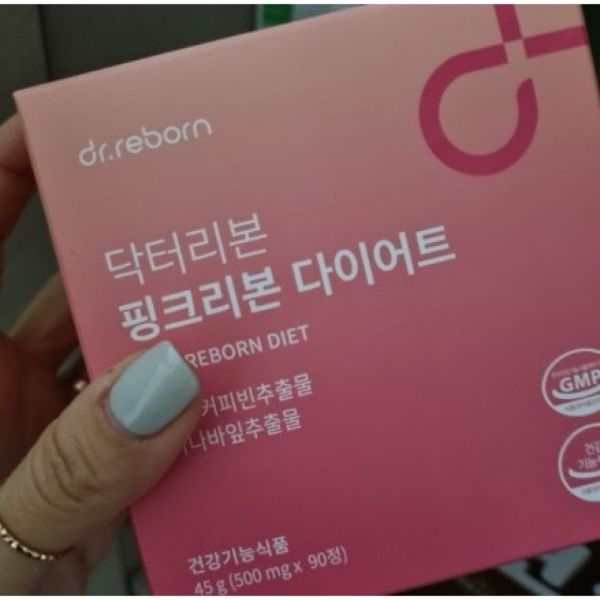 dr.reborn
닥터리본
핑크리본 다이어트
REBORN DIET
커피빈추출물
나바잎추출물
건강기능식품
45 g (500 mg x 90정)
GMP
건강